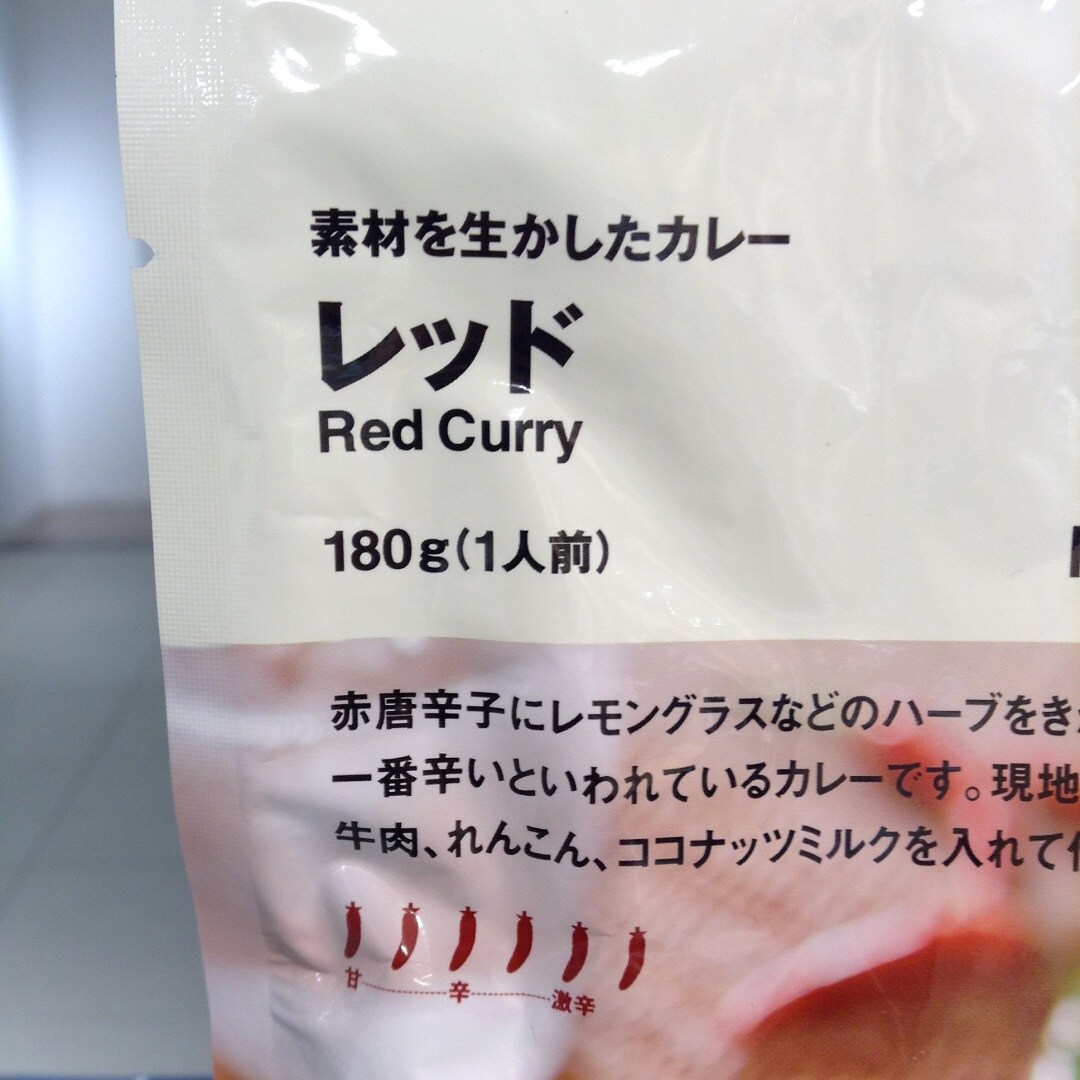 素材を生かしたカレー
レッド
Red Curry
180g(1人前)
赤唐辛子にレモングラスなどのハーブをき
一番辛いといわれているカレーです。現地
牛肉、れんこん、ココナッツミルクを入れて
甘 辛 激辛